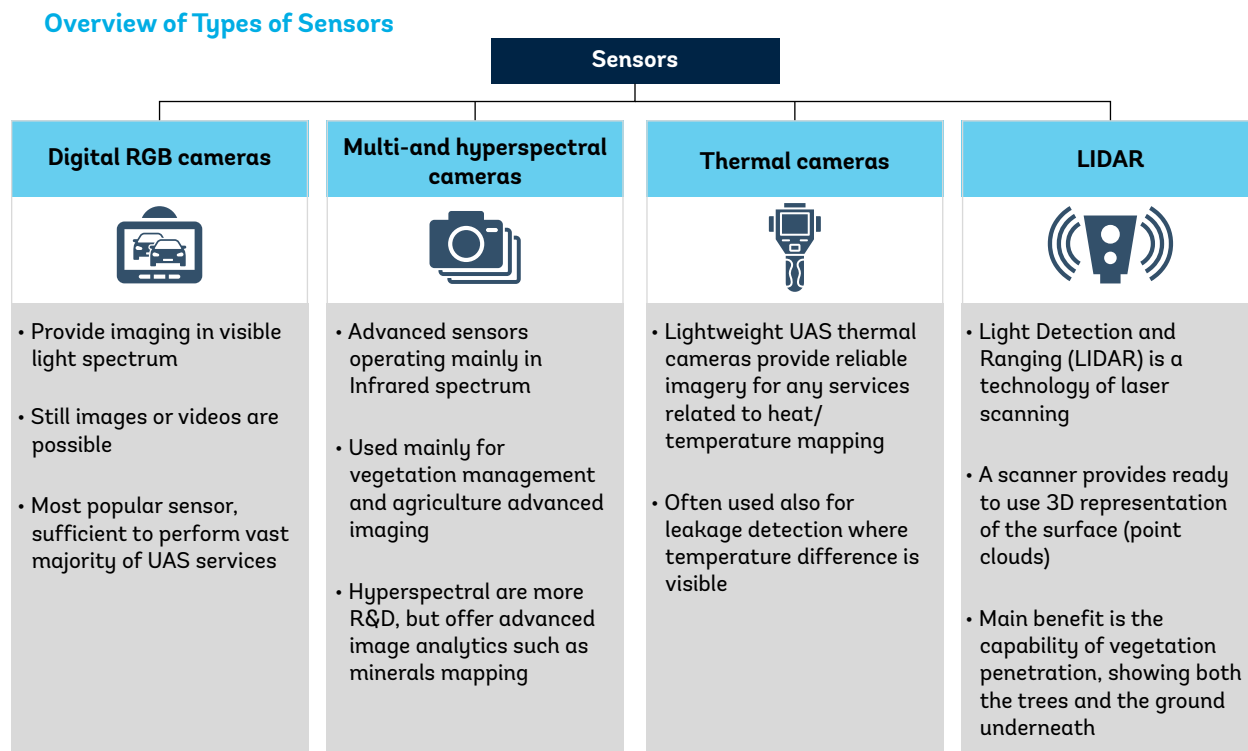 Overview of Types of Sensors
Sensors
Digital RGB cameras
• Provide imaging in visible
light spectrum
• Still images or videos are
possible
• Most popular sensor,
sufficient to perform vast
majority of UAS services
Multi-and hyperspectral
cameras
• Advanced sensors
operating mainly in
Infrared spectrum
• Used mainly for
vegetation management
and agriculture advanced
imaging
• Hyperspectral are more
R&D, but offer advanced
image analytics such as
minerals mapping
Thermal cameras
• Lightweight UAS thermal
cameras provide reliable
imagery for any services
related to heat/
temperature mapping
• Often used also for
leakage detection where
temperature difference is
visible
LIDAR
• Light Detection and
Ranging (LIDAR) is a
technology of laser
scanning
• A scanner provides ready
to use 3D representation
of the surface (point
clouds)
• Main benefit is the
capability of vegetation
penetration, showing both
the trees and the ground
underneath